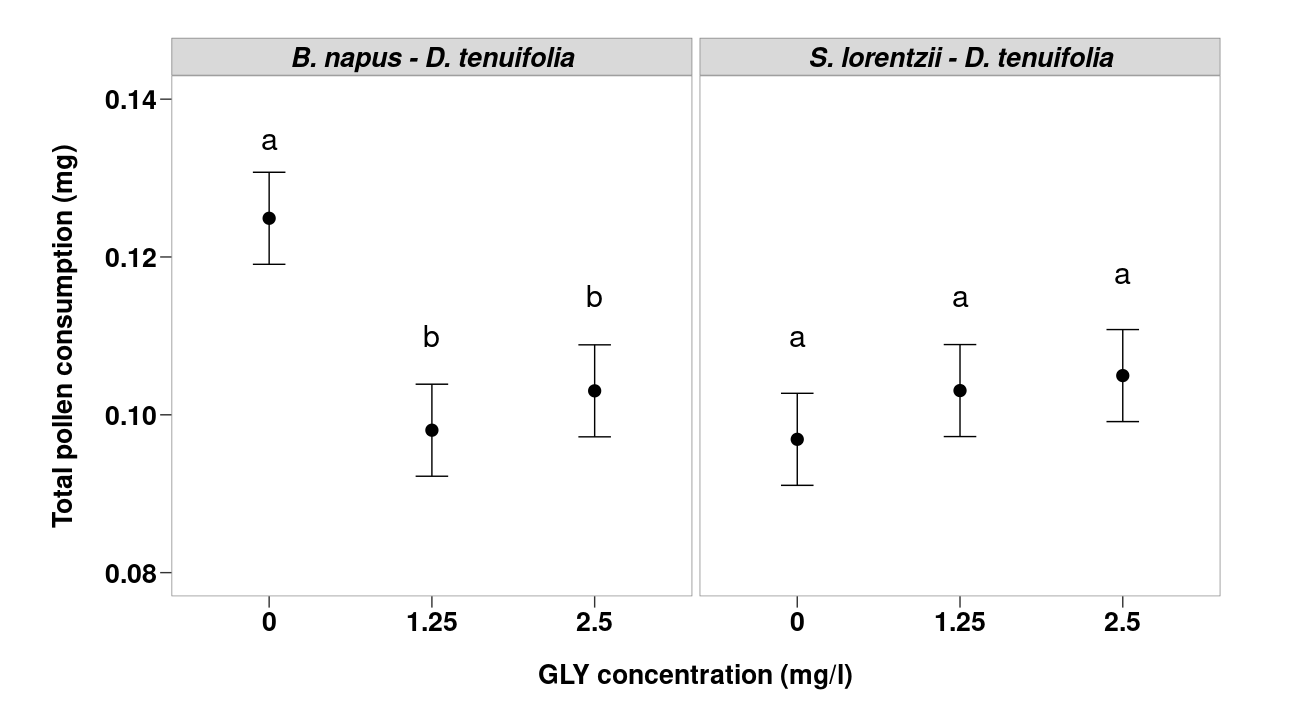 B. napus - D. tenuifolia
S. lorentzii - D. tenuifolia
Total pollen consumption (mg)
0.14
0.12
0.10
0.08
a
b
b
a
a
a
0
1.25
2.5
0
1.25
2.5
GLY concentration (mg/l)